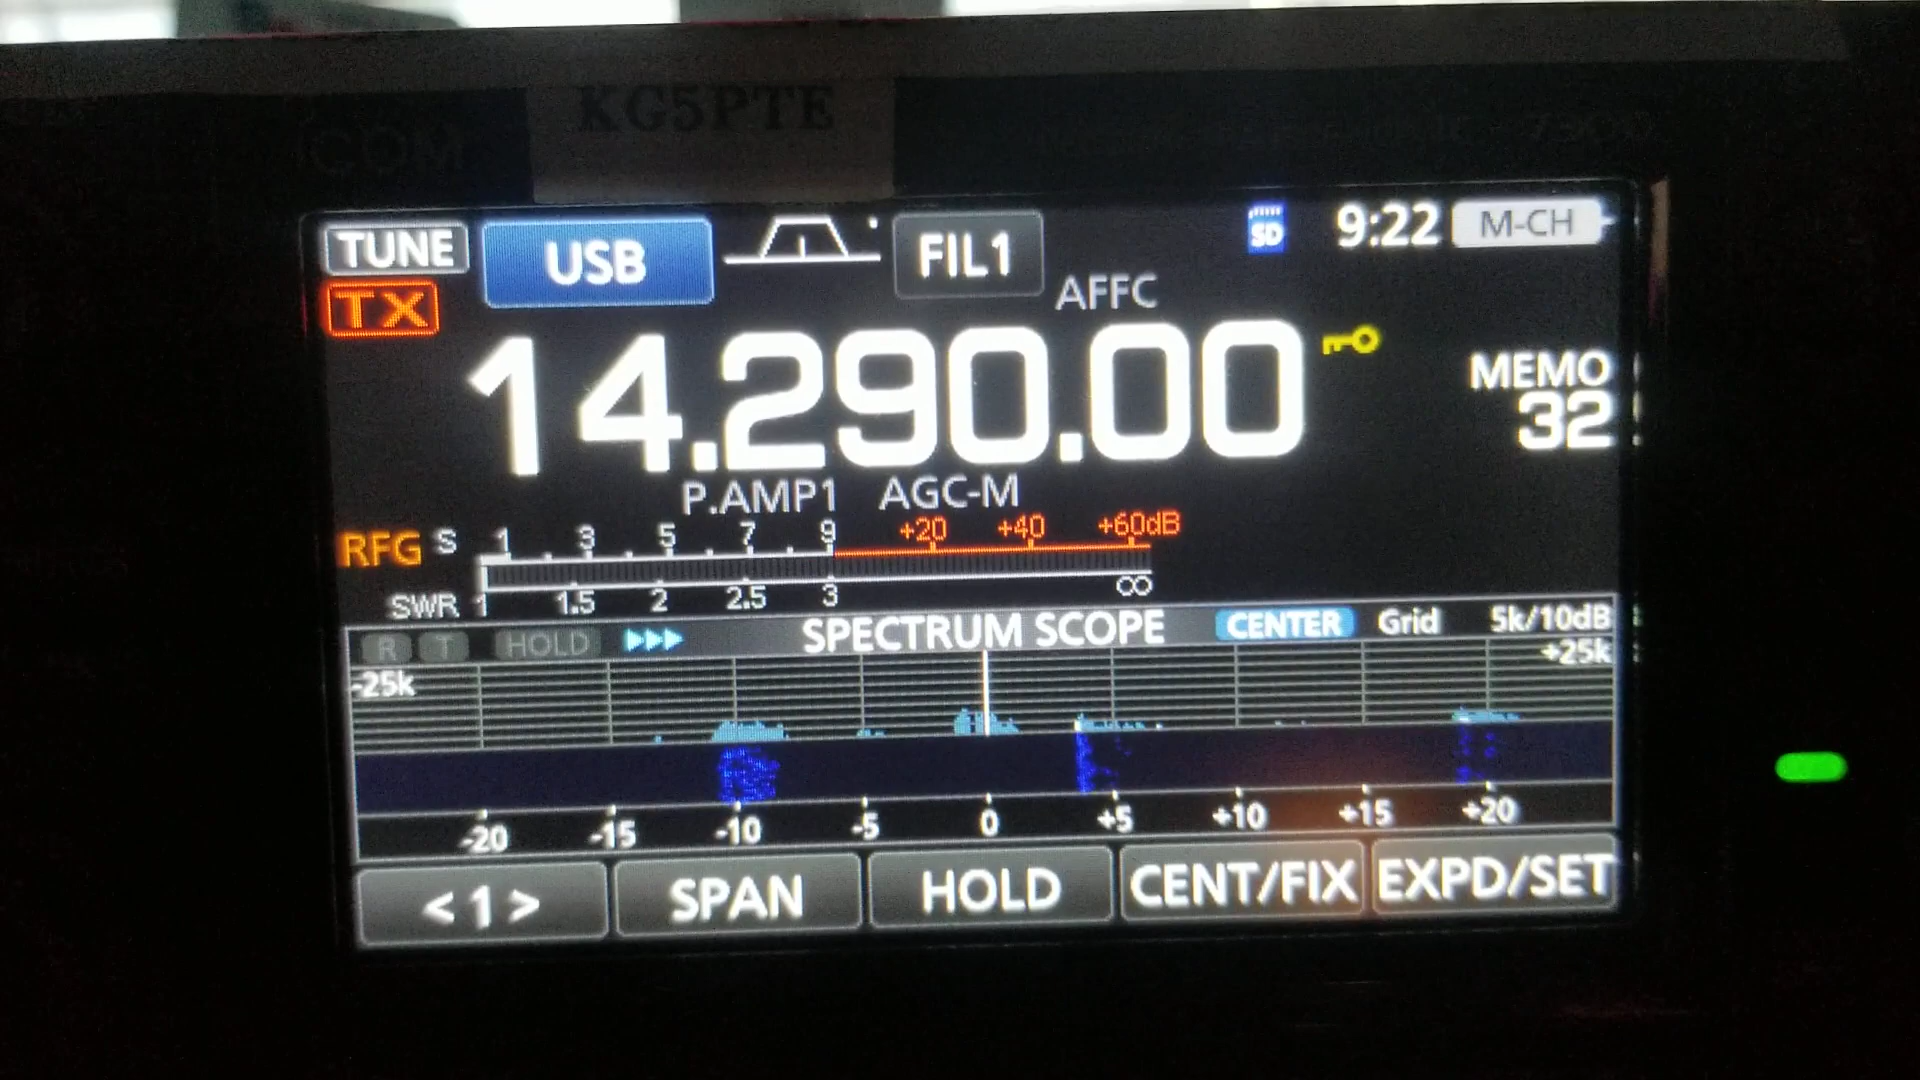 KG5PTE
COM 7300
TUNE USB FIL1 SD 9:22 M-CH
TX AFFC
14.290.00 MEMO
32
P.AMP1 AGC-M
RFG S 1 3 5 7 9 +20 +40 +60dB
SWR 1 1.5 2 2.5 3 ∞
R T HOLD SPECTRUM SCOPE CENTER Grid 5k/10dB
-25k +25k
-20 -15 -10 -5 0 +5 +10 +15 +20
<1> SPAN HOLD CENT/FIX EXPD/SET